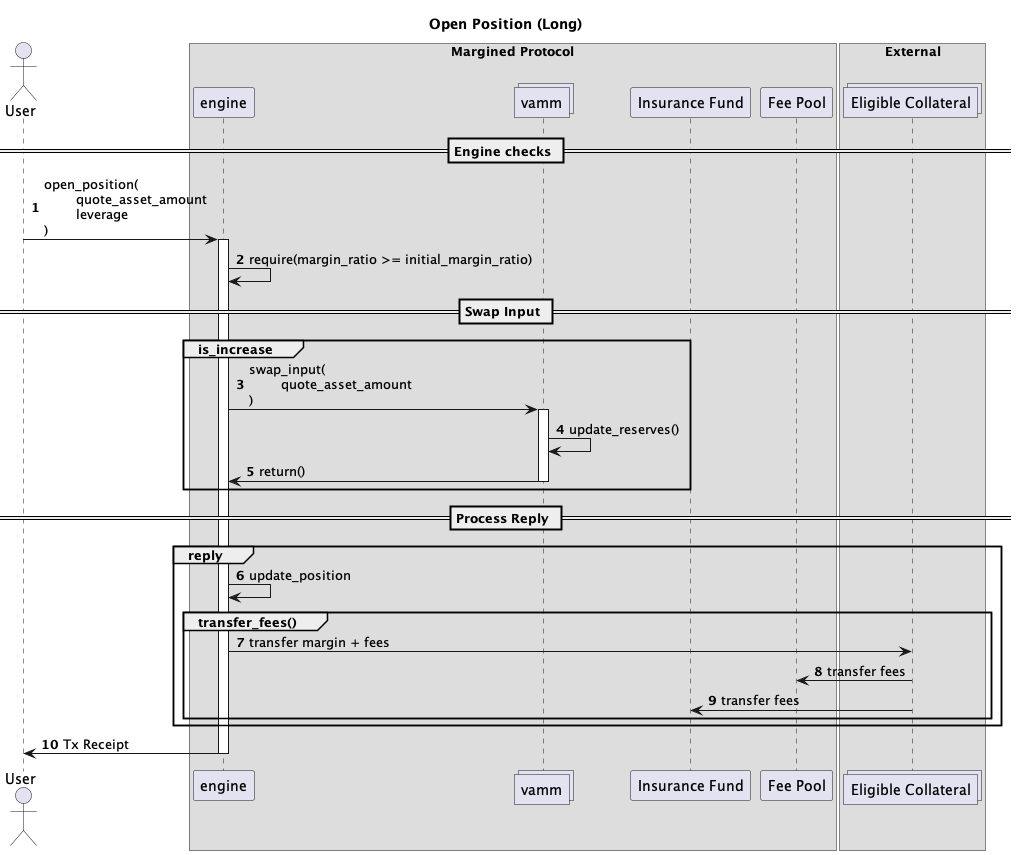 Open Position (Long)
Margined Protocol
External
User
engine
vamm
Insurance Fund
Fee Pool
Eligible Collateral
Engine checks
1 open_position(
quote_asset_amount
leverage
)
2 require(margin_ratio >= initial_margin_ratio)
Swap Input
is_increase
3 swap_input(
quote_asset_amount
)
4 update_reserves()
5 return()
Process Reply
reply
6 update_position
transfer_fees()
7 transfer margin + fees
8 transfer fees
9 transfer fees
10 Tx Receipt
User
engine
vamm
Insurance Fund
Fee Pool
Eligible Collateral